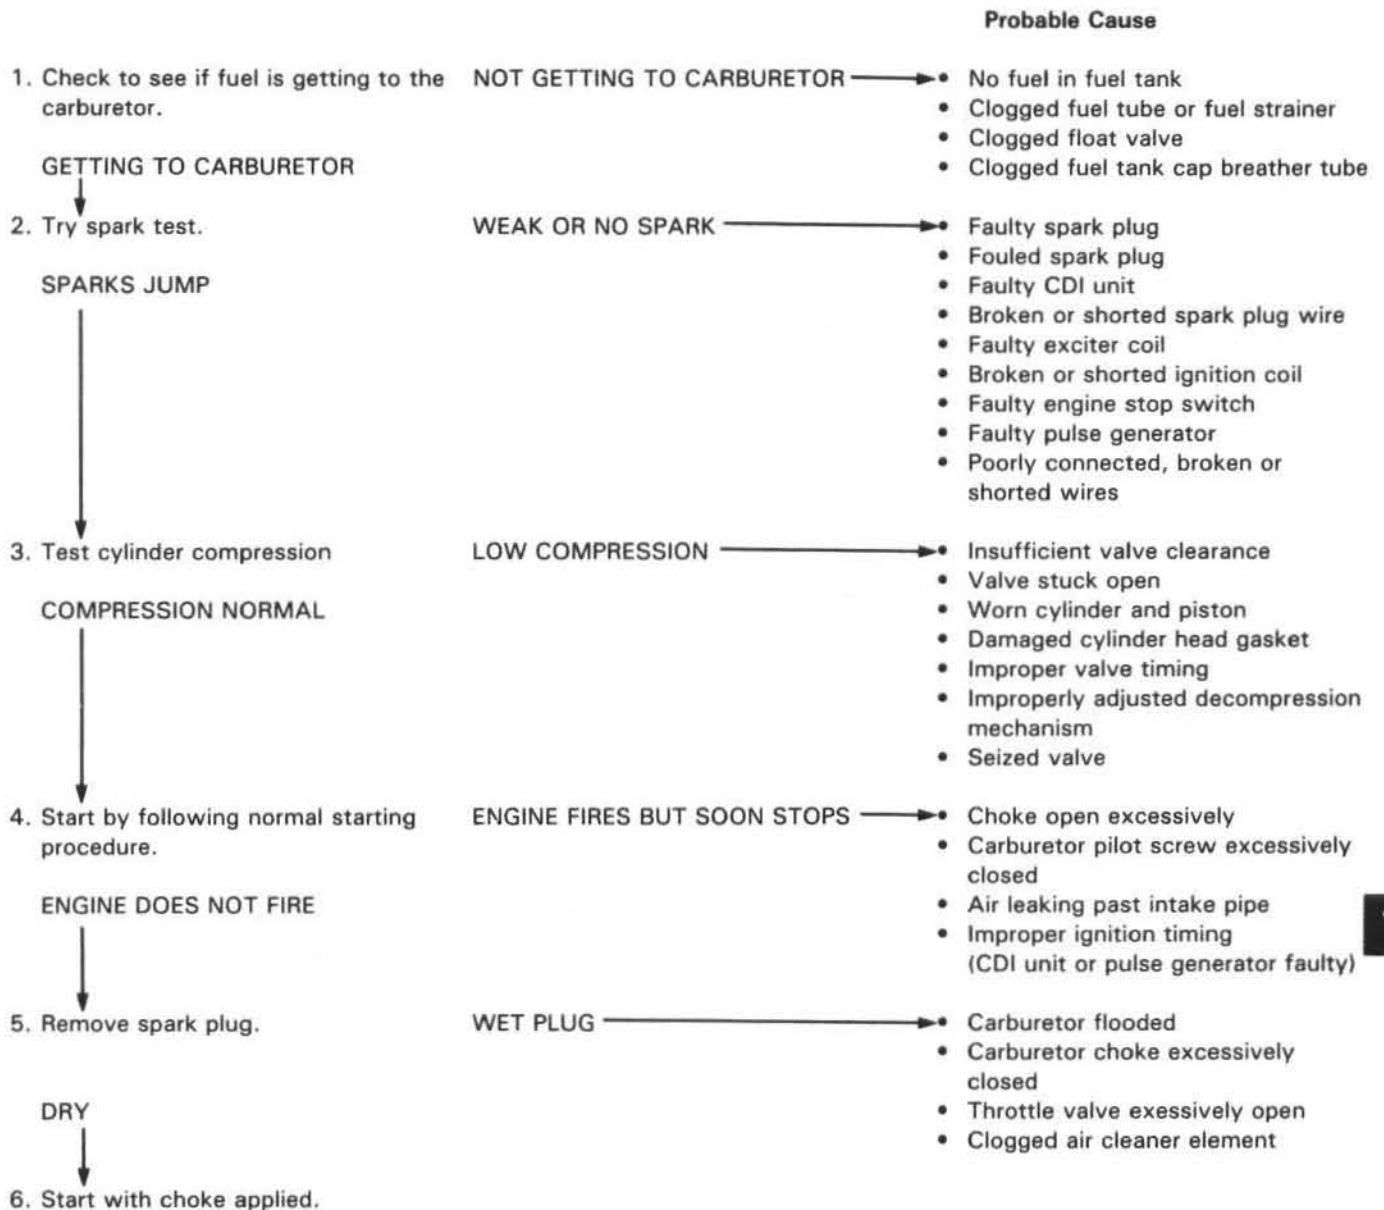 Probable Cause
1. Check to see if fuel is getting to the
carburetor.
NOT GETTING TO CARBURETOR
• No fuel in fuel tank
• Clogged fuel tube or fuel strainer
• Clogged float valve
• Clogged fuel tank cap breather tube
GETTING TO CARBURETOR
2. Try spark test.
WEAK OR NO SPARK
• Faulty spark plug
• Fouled spark plug
• Faulty CDI unit
• Broken or shorted spark plug wire
• Faulty exciter coil
• Broken or shorted ignition coil
• Faulty engine stop switch
• Faulty pulse generator
• Poorly connected, broken or
shorted wires
SPARKS JUMP
3. Test cylinder compression
LOW COMPRESSION
• Insufficient valve clearance
• Valve stuck open
• Worn cylinder and piston
• Damaged cylinder head gasket
• Improper valve timing
• Improperly adjusted decompression
mechanism
• Seized valve
COMPRESSION NORMAL
4. Start by following normal starting
procedure.
ENGINE FIRES BUT SOON STOPS
• Choke open excessively
• Carburetor pilot screw excessively
closed
• Air leaking past intake pipe
• Improper ignition timing
(CDI unit or pulse generator faulty)
ENGINE DOES NOT FIRE
5. Remove spark plug.
WET PLUG
• Carburetor flooded
• Carburetor choke excessively
closed
• Throttle valve exessively open
• Clogged air cleaner element
DRY
6. Start with choke applied.